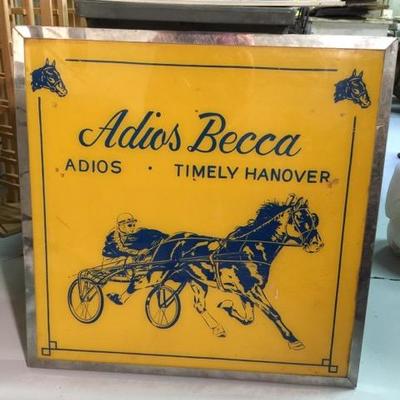 Adios Becca
ADIOS · TIMELY HANOVER